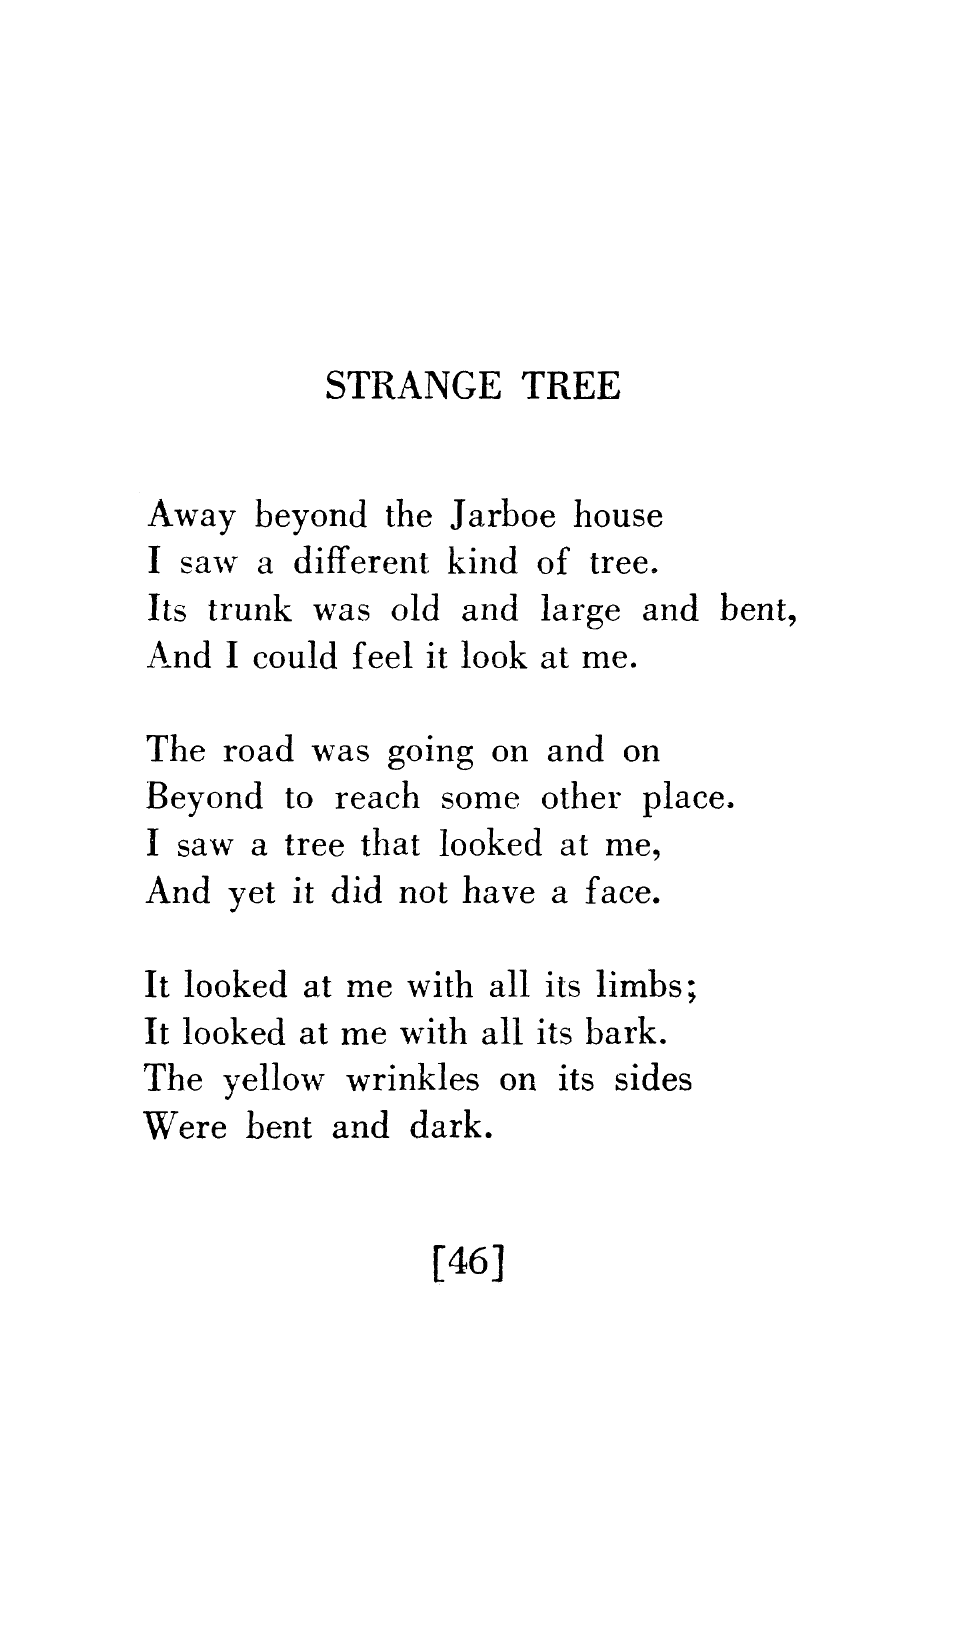 STRANGE TREE

Away beyond the Jarboe house
I saw a different kind of tree.
Its trunk was old and large and bent,
And I could feel it look at me.

The road was going on and on
Beyond to reach some other place.
I saw a tree that looked at me,
And yet it did not have a face.

It looked at me with all its limbs;
It looked at me with all its bark.
The yellow wrinkles on its sides
Were bent and dark.

[46]